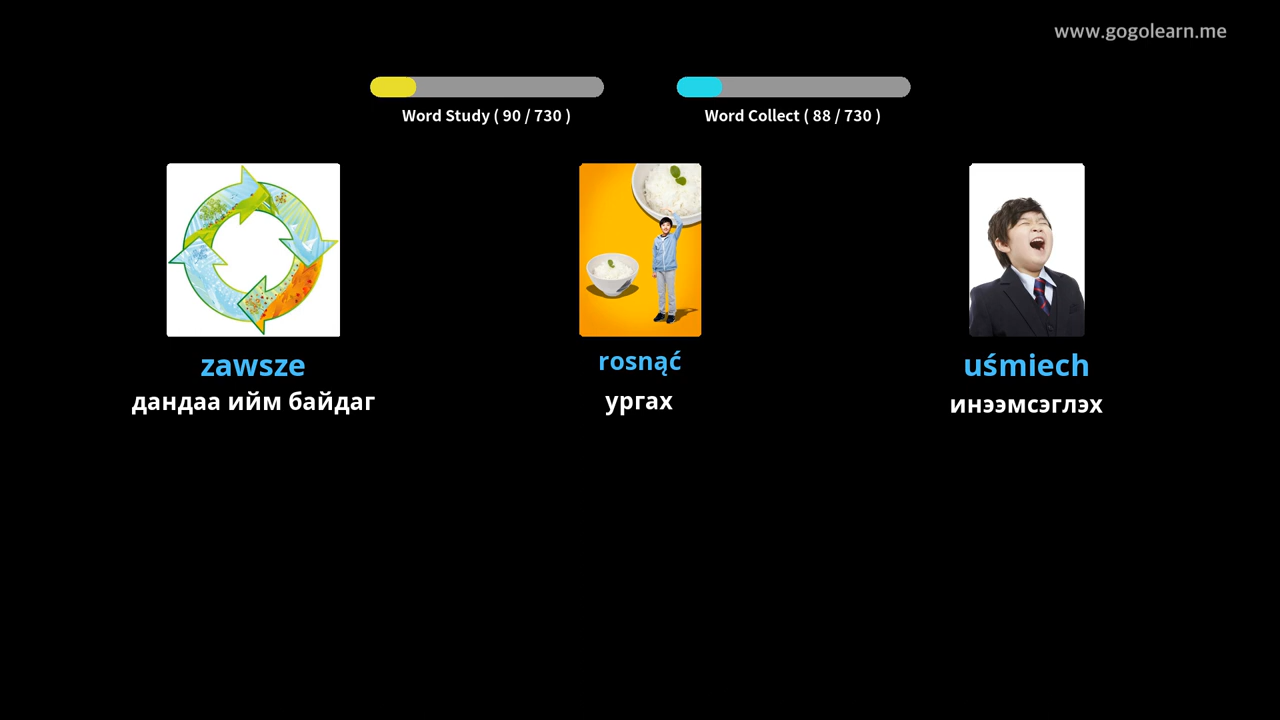 www.gogolearn.me
Word Study ( 90 / 730 )
Word Collect ( 88 / 730 )
zawsze
дандаа ийм байдаг
rosnąć
ургах
uśmiech
инээмсэглэх